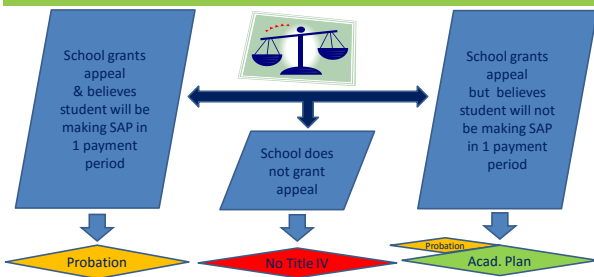 School grants
appeal
& believes
student will be
making SAP in
1 payment
period
School does
not grant
appeal
School grants
appeal
but believes
student will not
be making SAP
in 1 payment
period
Probation
No Title IV
Probation
Acad. Plan